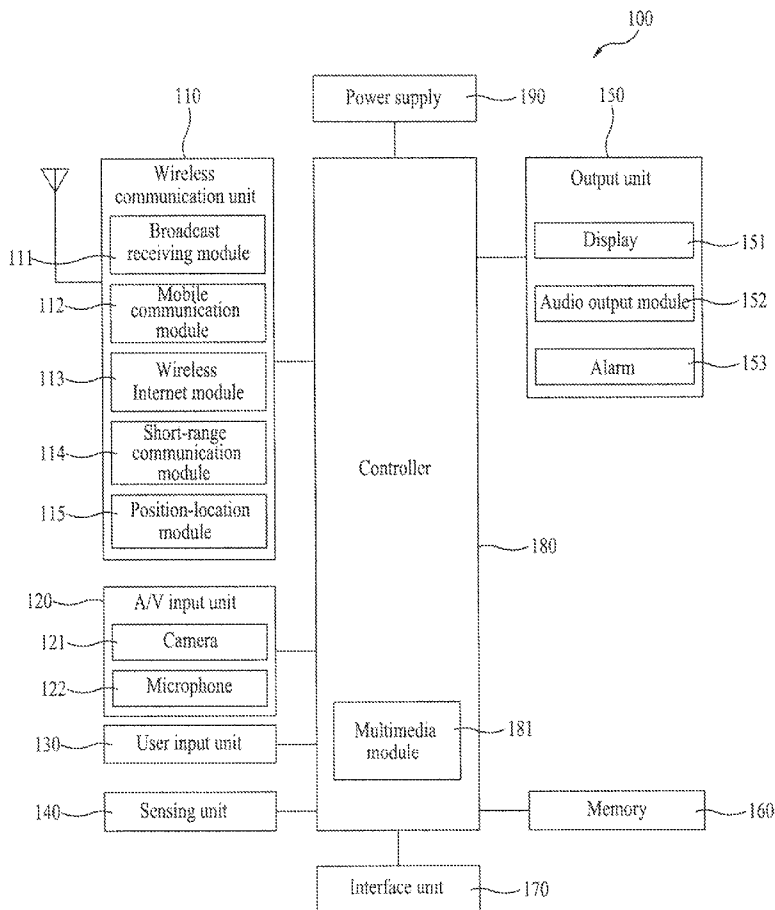 100
Power supply
190
110
150
Wireless
communication unit
Output unit
Broadcast
receiving module
111
Display
151
Mobile
communication
module
112
Audio output module
152
Wireless
Internet module
113
Alarm
153
Short-range
communication
module
114
Controller
Position-location
module
115
180
120
A/V input unit
121
Camera
122
Microphone
Multimedia
module
181
130
User input unit
140
Sensing unit
Memory
160
Interface unit
170